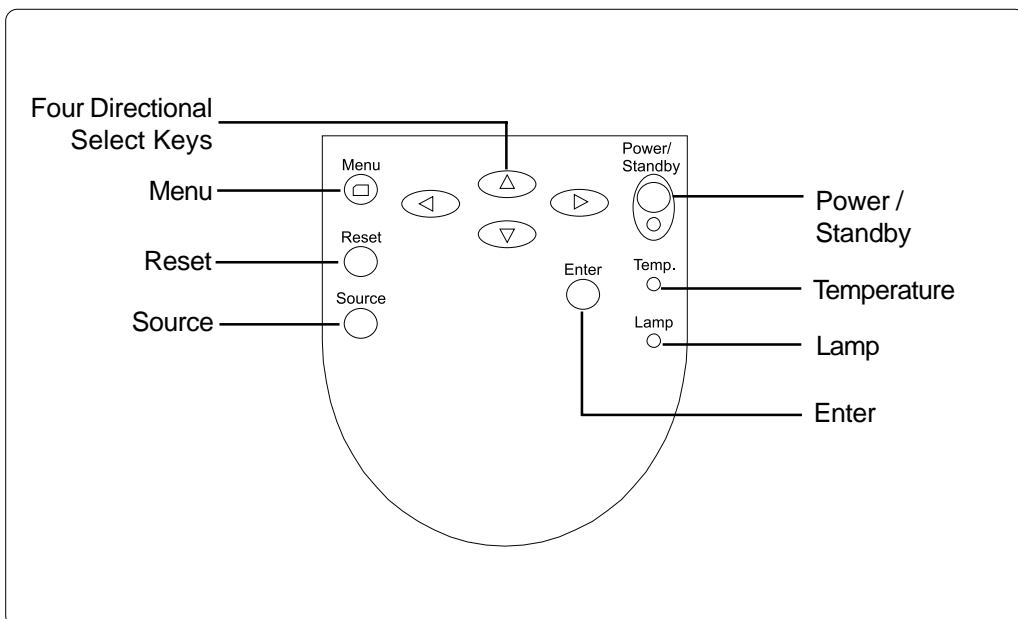 Four Directional
Select Keys
Menu
Reset
Source
Menu
Reset
Source
Power/
Standby
Enter
Temp.
Lamp
Power /
Standby
Temperature
Lamp
Enter